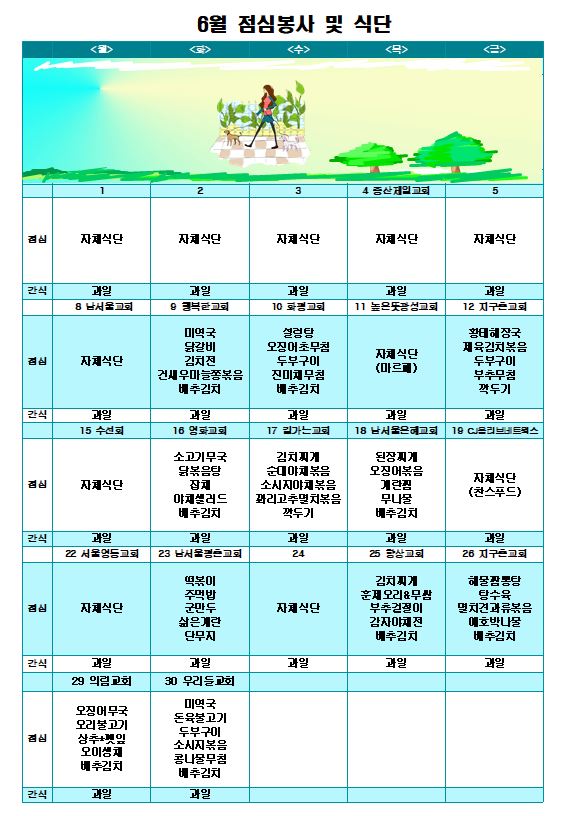 6월 점심봉사 및 식단
<월> <화> <수> <목> <금>
1 2 3 4 증산제일교회 5
점심 자체식단 자체식단 자체식단 자체식단 자체식단
간식 과일 과일 과일 과일 과일
8 남서울교회 9 행복한교회 10 화평교회 11 높은뜻광성교회 12 지구촌교회
점심
자체식단
미역국
닭갈비
김치전
건새우마늘쫑볶음
배추김치
설렁탕
오징어초무침
두부구이
진미채무침
배추김치
자체식단
(마르페)
황태해장국
제육김치볶음
두부구이
부추무침
깍두기
간식 과일 과일 과일 과일 과일
15 수선회 16 영화교회 17 길가는교회 18 남서울은혜교회 19 CJ올리브네트웍스
점심
자체식단
소고기무국
닭볶음탕
잡채
야채샐러드
배추김치
김치찌개
순대야채볶음
소시지야채볶음
꽈리고추멸치볶음
깍두기
된장찌개
오징어볶음
계란찜
무나물
배추김치
자체식단
(찬스푸드)
간식 과일 과일 과일 과일 과일
22 서울영동교회 23 남서울평촌교회 24 25 향상교회 26 지구촌교회
점심
자체식단
떡볶이
주먹밥
군만두
삶은계란
단무지
자체식단
김치찌개
훈제오리&무쌈
부추겉절이
감자야채전
배추김치
해물짬뽕탕
탕수육
멸치견과류볶음
애호박나물
배추김치
간식 과일 과일 과일 과일 과일
29 의림교회 30 우리들교회
점심
오징어무국
오리불고기
상추*깻잎
오이생채
배추김치
미역국
돈육불고기
두부구이
소시지볶음
콩나물무침
배추김치
간식 과일 과일